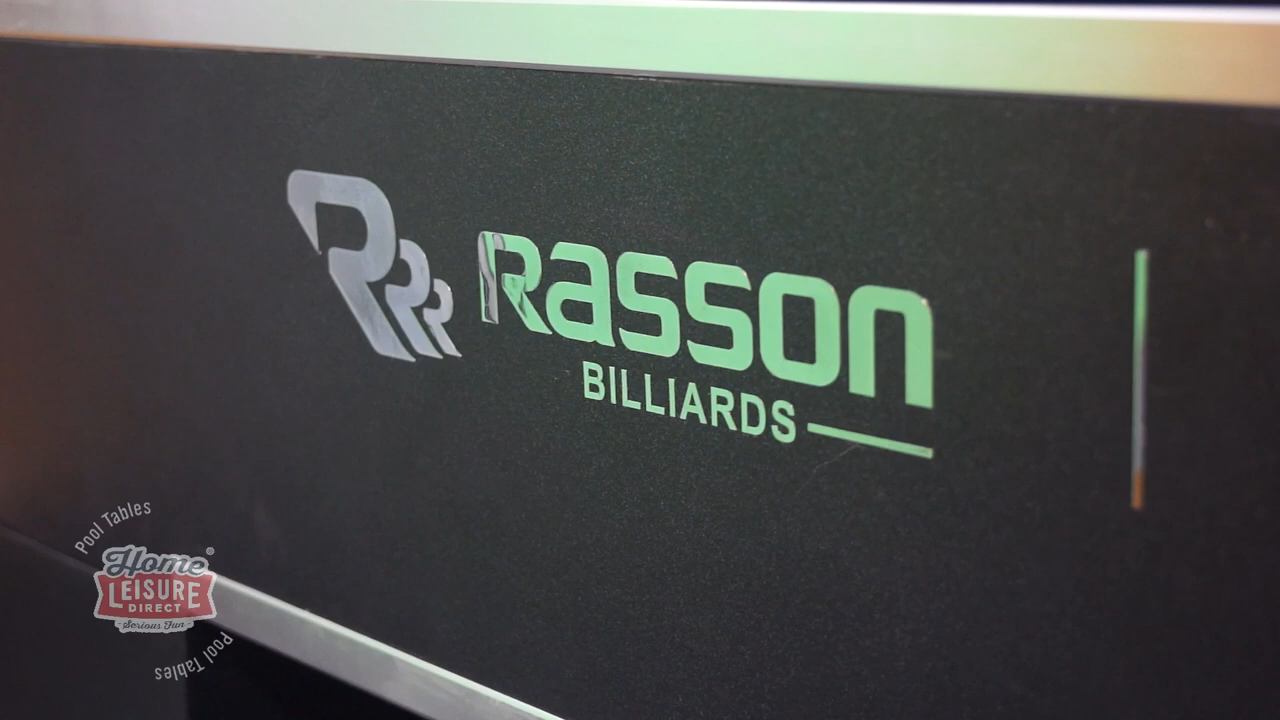 Rasson
BILLIARDS
Pool Tables
Home®
LEISURE
DIRECT
- Serious Fun -
Pool Tables